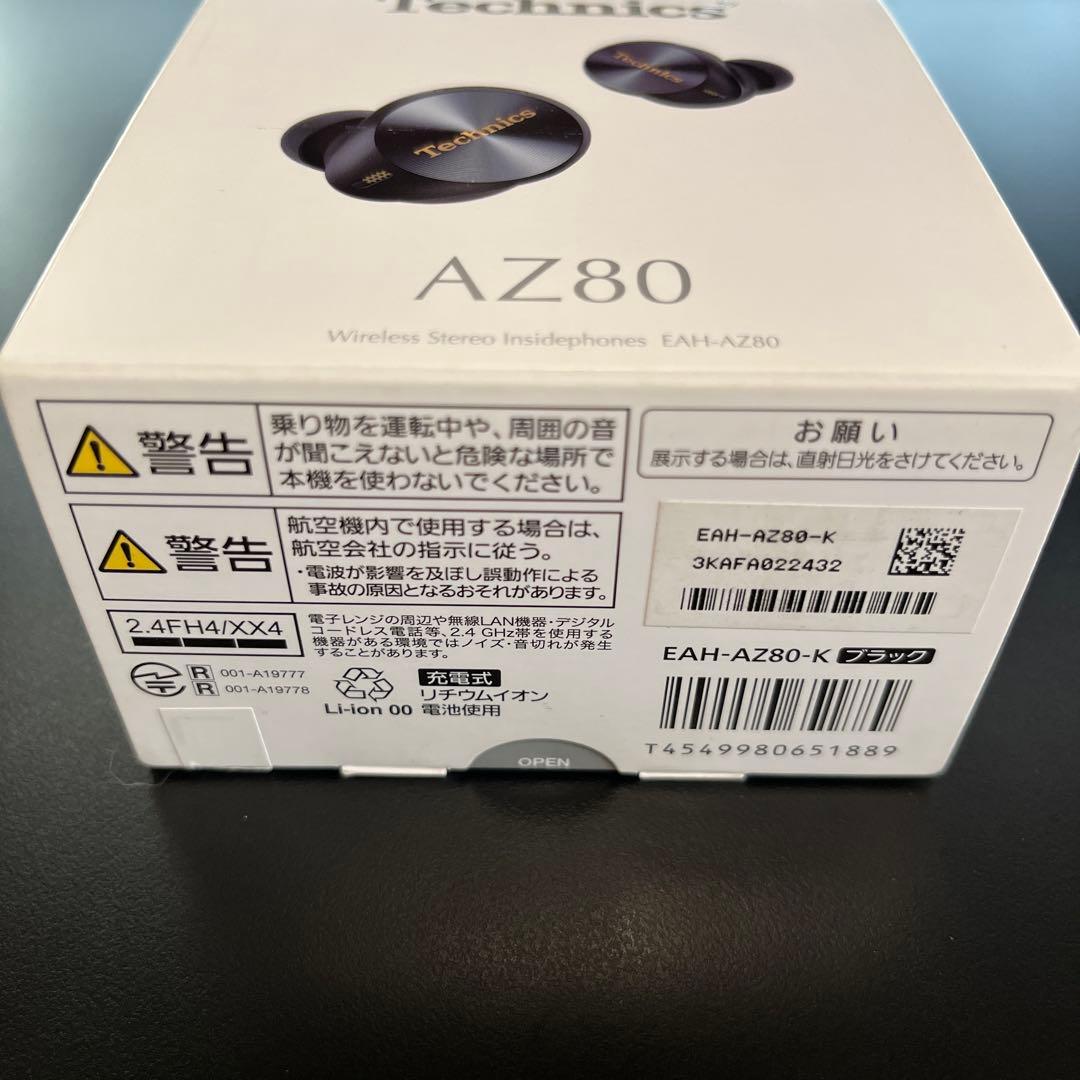 Technics
Technics
Technics
AZ80
Wireless Stereo Insidephones EAH-AZ80
警告
乗り物を運転中や、周囲の音
が聞こえないと危険な場所で
本機を使わないでください。
お願い
展示する場合は、直射日光をさけてください。
警告
航空機内で使用する場合は、
航空会社の指示に従う。
・電波が影響を及ぼし誤動作による
事故の原因となるおそれがあります。
EAH-AZ80-K
3KAFA022432
2.4FH4/XX4
電子レンジの周辺や無線LAN機器・デジタル
コードレス電話等、2.4 GHz帯を使用する
機器がある環境ではノイズ・音切れが発生
することがあります。
R 001-A19777
R 001-A19778
Li-ion 00
充電式
リチウムイオン
電池使用
EAH-AZ80-K ブラック
T4549980651889
OPEN